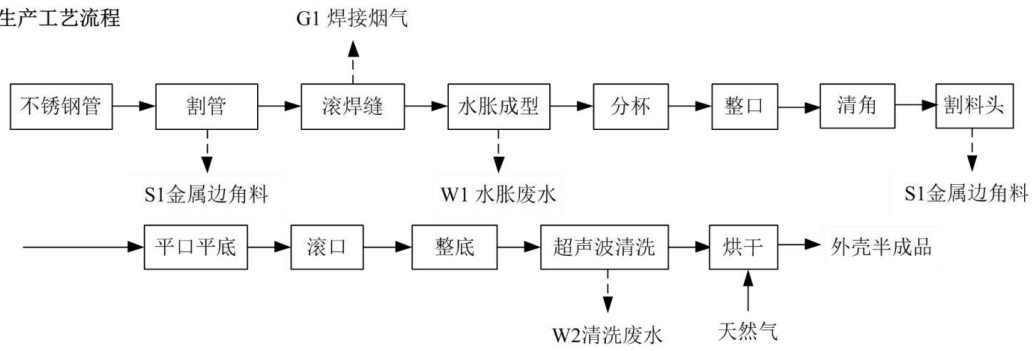 生产工艺流程
G1 焊接烟气
不锈钢管 割管 滚焊缝 水胀成型 分杯 整口 清角 割料头
S1金属边角料 W1 水胀废水 S1金属边角料
平口平底 滚口 整底 超声波清洗 烘干 外壳半成品
W2清洗废水 天然气